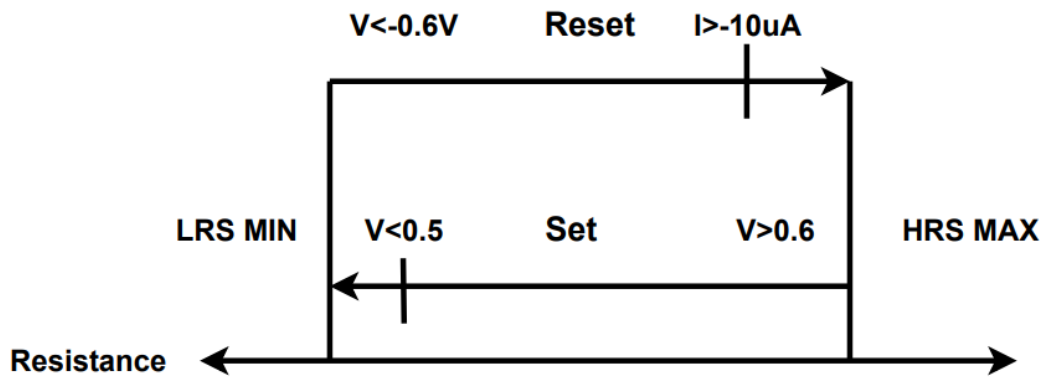 V<-0.6V Reset I>-10uA
LRS MIN V<0.5 Set V>0.6 HRS MAX
Resistance